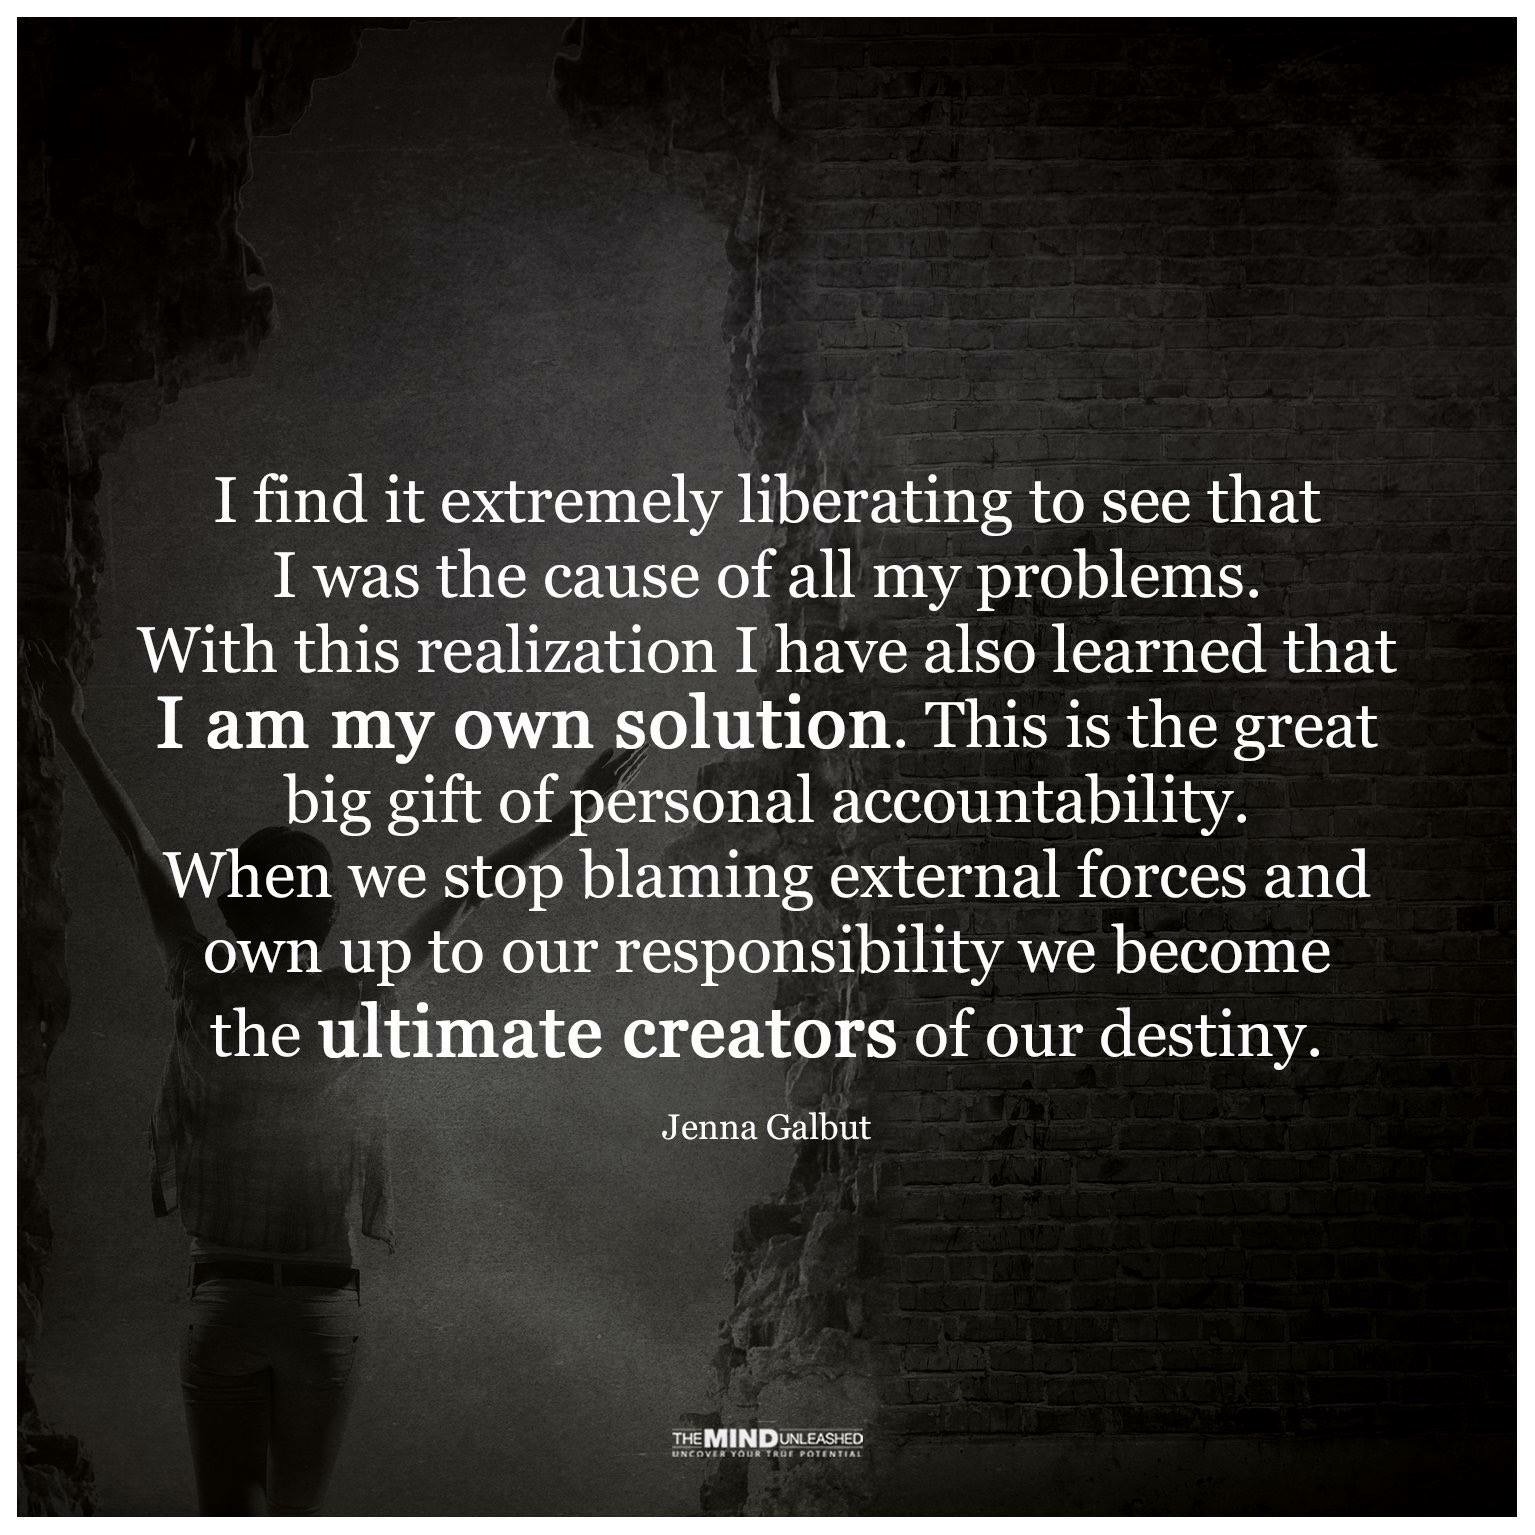 I find it extremely liberating to see that
I was the cause of all my problems.
With this realization I have also learned that
I am my own solution. This is the great
big gift of personal accountability.
When we stop blaming external forces and
own up to our responsibility we become
the ultimate creators of our destiny.
Jenna Galbut
THE MIND UNLEASHED
UNCOVER YOUR TRUE POTENTIAL